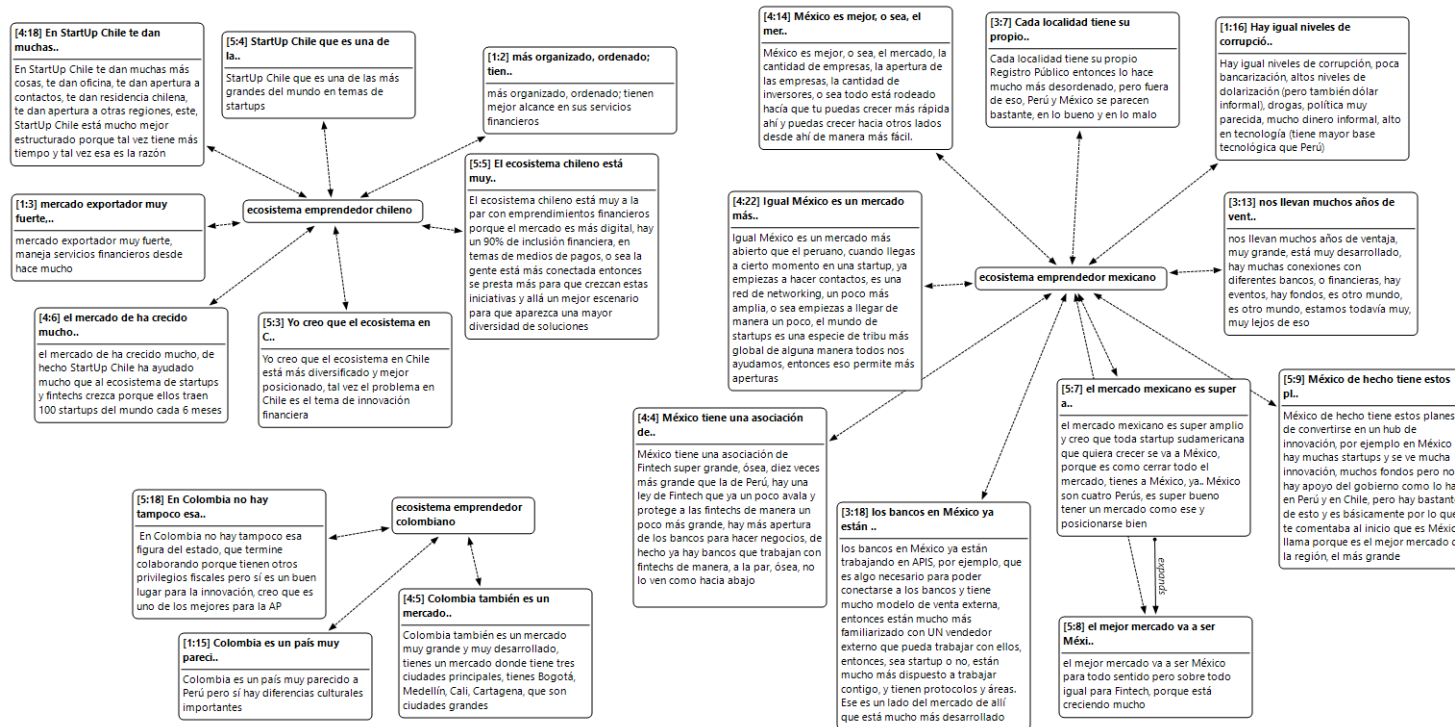 [4:18] En StartUp Chile te dan
muchas..
En StartUp Chile te dan muchas más
cosas, te dan oficina, te dan apertura a
contactos, te dan residencia chilena,
te dan apertura a otras regiones, este,
StartUp Chile está mucho mejor
estructurado porque tal vez tiene más
tiempo y tal vez esa es la razón
[5:4] StartUp Chile que es una de
la..
StartUp Chile que es una de las más
grandes del mundo en temas de
startups
[1:2] más organizado, ordenado;
tien..
más organizado, ordenado; tienen
mejor alcance en sus servicios
financieros
[1:3] mercado exportador muy
fuerte,..
mercado exportador muy fuerte,
maneja servicios financieros desde
hace mucho
ecosistema emprendedor chileno
[5:5] El ecosistema chileno está
muy..
El ecosistema chileno está muy a la
par con emprendimientos financieros
porque el mercado es más digital, hay
un 90% de inclusión financiera, en
temas de medios de pagos, o sea la
gente está más conectada entonces
se presta más para que crezcan estas
iniciativas y allá un mejor escenario
para que aparezca una mayor
diversidad de soluciones
[4:6] el mercado de ha crecido
mucho..
el mercado de ha crecido mucho, de
hecho StartUp Chile ha ayudado
mucho que al ecosistema de startups
y fintechs crezca porque ellos traen
100 startups del mundo cada 6 meses
[5:3] Yo creo que el ecosistema en
C..
Yo creo que el ecosistema en Chile
está más diversificado y mejor
posicionado, tal vez el problema en
Chile es el tema de innovación
financiera
[5:18] En Colombia no hay
tampoco esa..
En Colombia no hay tampoco esa
figura del estado, que termine
colaborando porque tienen otros
privilegios fiscales pero sí es un buen
lugar para la innovación, creo que es
uno de los mejores para la AP
ecosistema emprendedor
colombiano
[1:15] Colombia es un país muy
pareci..
Colombia es un país muy parecido a
Perú pero sí hay diferencias culturales
importantes
[4:5] Colombia también es un
mercado..
Colombia también es un mercado
muy grande y muy desarrollado,
tienes un mercado donde tiene tres
ciudades principales, tienes Bogotá,
Medellín, Cali, Cartagena, que son
ciudades grandes
[4:14] México es mejor, o sea, el
mer..
México es mejor, o sea, el mercado, la
cantidad de empresas, la apertura de
las empresas, la cantidad de
inversores, o sea todo está rodeado
hacía que tu puedas crecer más rápida
ahí y puedas crecer hacia otros lados
desde ahí de manera más fácil.
[3:7] Cada localidad tiene su
propio..
Cada localidad tiene su propio
Registro Público entonces lo hace
mucho más desordenado, pero fuera
de eso, Perú y México se parecen
bastante, en lo bueno y en lo malo
[1:16] Hay igual niveles de
corrupció..
Hay igual niveles de corrupción, poca
bancarización, altos niveles de
dolarización (pero también dólar
informal), drogas, política muy
parecida, mucho dinero informal, alto
en tecnología (tiene mayor base
tecnológica que Perú)
[4:22] Igual México es un mercado
más..
Igual México es un mercado más
abierto que el peruano, cuando llegas
a cierto momento en una startup, ya
empiezas a hacer contactos, es una
red de networking, un poco más
amplia, o sea empiezas a llegar de
manera un poco, el mundo de
startups es una especie de tribu más
global de alguna manera todos nos
ayudamos, entonces eso permite más
aperturas
ecosistema emprendedor mexicano
[3:13] nos llevan muchos años de
vent..
nos llevan muchos años de ventaja,
muy grande, está muy desarrollado,
hay muchas conexiones con
diferentes bancos, o financieras, hay
eventos, hay fondos, es otro mundo,
es otro mundo, estamos todavía muy,
muy lejos de eso
[4:4] México tiene una asociación
de..
México tiene una asociación de
Fintech super grande, ósea, diez veces
más grande que la de Perú, hay una
ley de Fintech que ya un poco avala y
protege a las fintechs de manera un
poco más grande, hay más apertura
de los bancos para hacer negocios, de
hecho ya hay bancos que trabajan con
fintechs de manera, a la par, ósea, no
lo ven como hacia abajo
[3:18] los bancos en México ya
están ..
los bancos en México ya están
trabajando en APIS, por ejemplo, que
es algo necesario para poder
conectarse a los bancos y tiene
mucho modelo de venta externa,
entonces están mucho más
familiarizado con UN vendedor
externo que pueda trabajar con ellos,
entonces, sea startup o no, están
mucho más dispuesto a trabajar
contigo, y tienen protocolos y áreas.
Ese es un lado del mercado de allí
que está mucho más desarrollado
[5:7] el mercado mexicano es super
a..
el mercado mexicano es super amplio
y creo que toda startup sudamericana
que quiera crecer se va a México,
porque es como cerrar todo el
mercado, tienes a México, ya.. México
son cuatro Perús, es super bueno
tener un mercado como ese y
posicionarse bien
expands
[5:8] el mejor mercado va a ser
Méxi..
el mejor mercado va a ser México
para todo sentido pero sobre todo
igual para Fintech, porque está
creciendo mucho
[5:9] México de hecho tiene estos
pl..
México de hecho tiene estos planes
de convertirse en un hub de
innovación, por ejemplo en México
hay muchas startups y se ve mucha
innovación, muchos fondos pero no
hay apoyo del gobierno como lo ha
en Perú y en Chile, pero hay bastante
de esto y es básicamente por lo que
te comentaba al inicio que es México
llama porque es el mejor mercado d
la región, el más grande